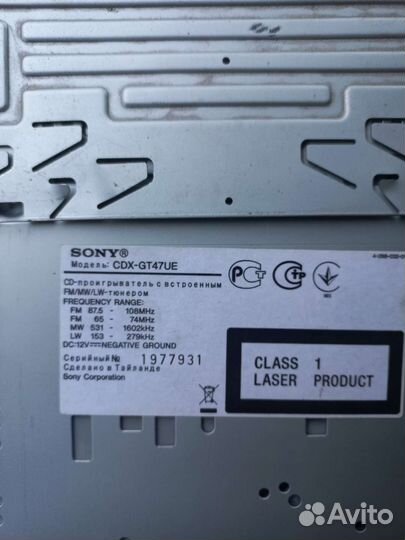 SONY®
Модель: CDX-GT47UE
CD-проигрыватель с встроенным
FM/MW/LW-тюнером
FREQUENCY RANGE:
FM 87.5 - 108MHz
FM 65 - 74MHz
MW 531 - 1602kHz
LW 153 - 279kHz
DC:12V NEGATIVE GROUND
Серийный № 1977931
Сделано в Тайланде
Sony Corporation
CLASS 1
LASER PRODUCT
Avito